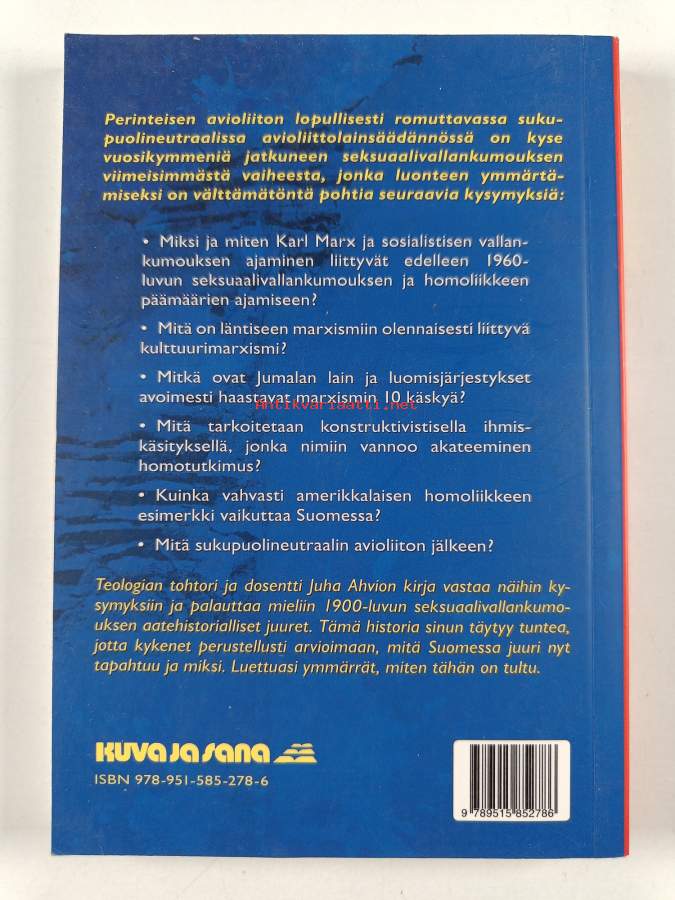 Perinteisen avioliiton lopullisesti romuttavassa suku-
puolineutraalissa avioliittolainsäädännössä on kyse
vuosikymmeniä jatkuneen seksuaalivallankumouksen
viimeisimmästä vaiheesta, jonka luonteen ymmärtä-
miseksi on välttämätöntä pohtia seuraavia kysymyksiä:
• Miksi ja miten Karl Marx ja sosialistisen vallan-
kumouksen ajaminen liittyvät edelleen 1960-
luvun seksuaalivallankumouksen ja homoliikkeen
päämäärien ajamiseen?
• Mitä on läntiseen marxismiin olennaisesti liittyvä
kulttuurimarxismi?
• Mitkä ovat Jumalan lain ja luomisjärjestykset
avoimesti haastavat marxismin 10 käskyä?
Antikvariaatti.net
• Mitä tarkoitetaan konstruktivistisella ihmis-
käsityksellä, jonka nimiin vannoo akateeminen
homotutkimus?
• Kuinka vahvasti amerikkalaisen homoliikkeen
esimerkki vaikuttaa Suomessa?
• Mitä sukupuolineutraalin avioliiton jälkeen?
Teologian tohtori ja dosentti Juha Ahvion kirja vastaa näihin ky-
symyksiin ja palauttaa mieliin 1900-luvun seksuaalivallankumo-
uksen aatehistorialliset juuret. Tämä historia sinun täytyy tuntea,
jotta kykenet perustellusti arvioimaan, mitä Suomessa juuri nyt
tapahtuu ja miksi. Luettuasi ymmärrät, miten tähän on tultu.
KUVA JA SANA
ISBN 978-951-585-278-6
9 789515 852786